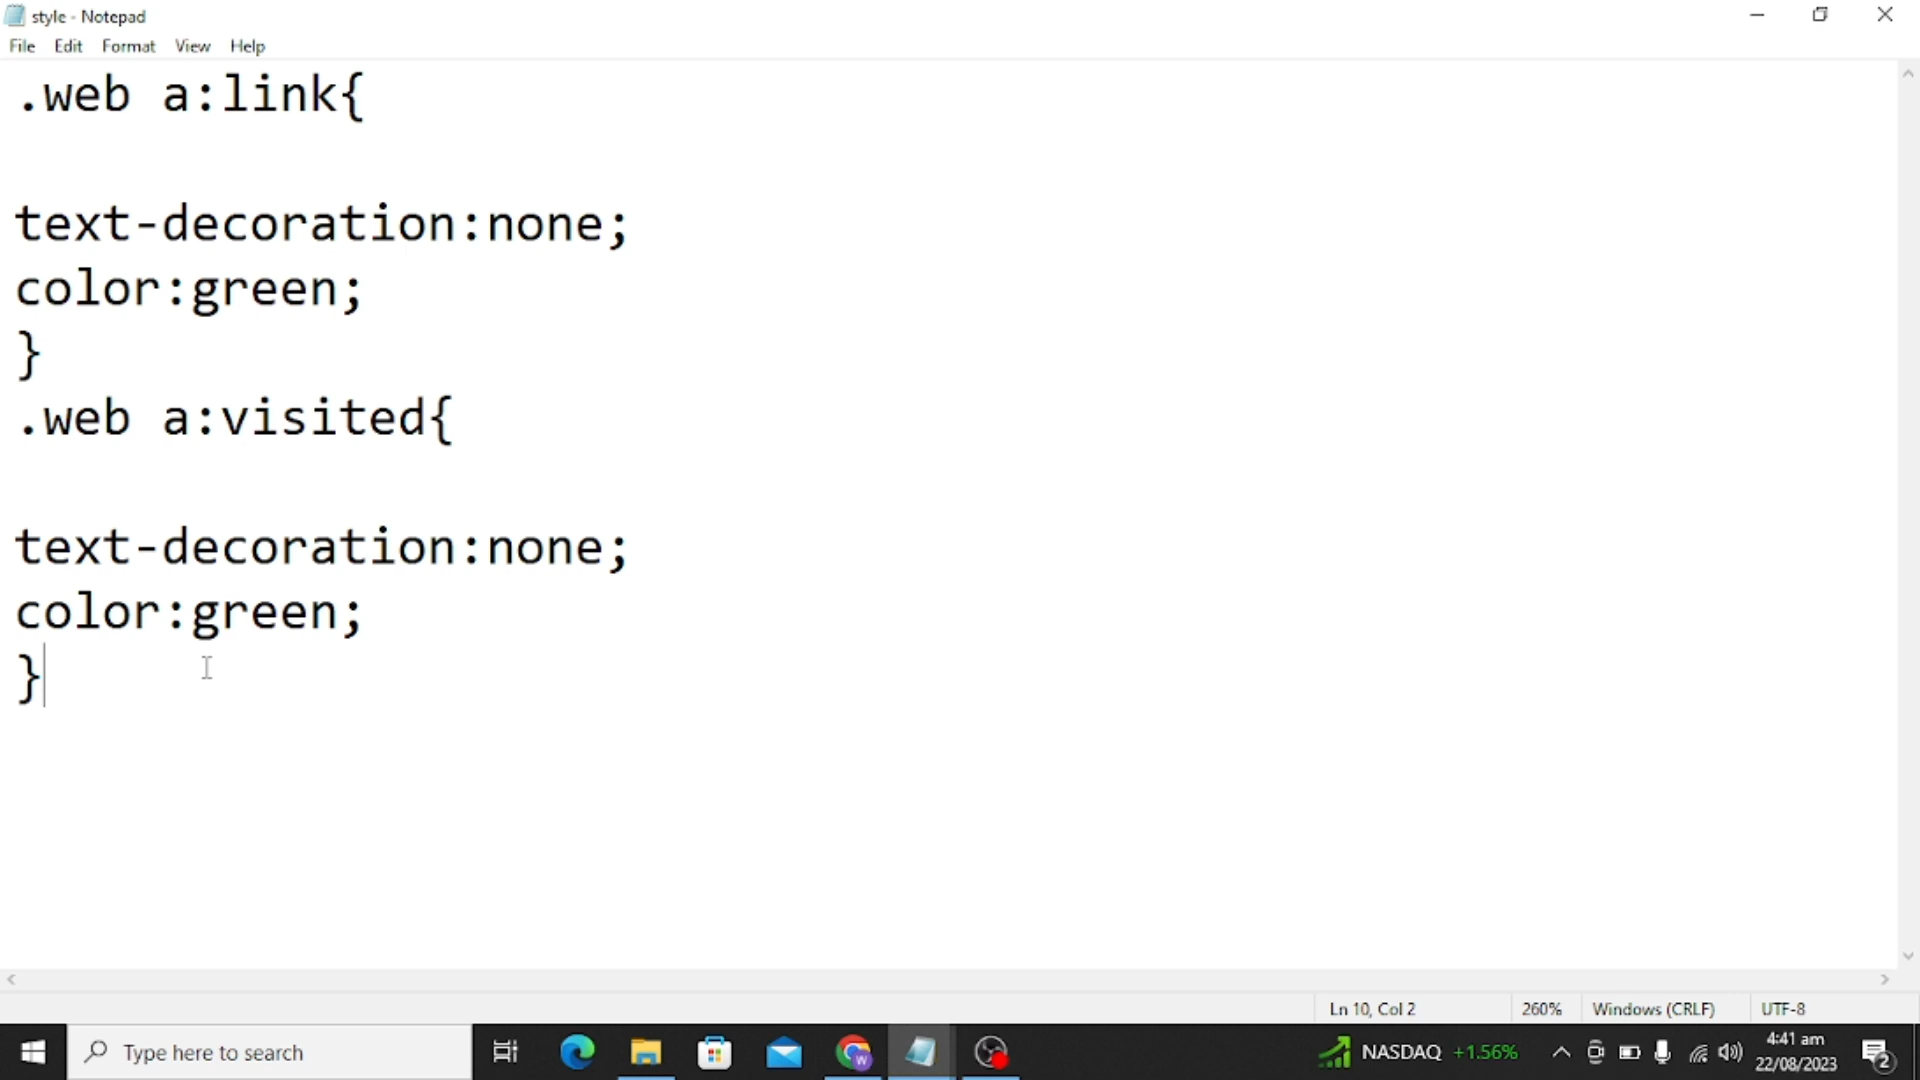 style - Notepad
File Edit Format View Help
.web a:link{
text-decoration:none;
color:green;
}
.web a:visited{
text-decoration:none;
color:green;
}
Ln 10, Col 2 260% Windows (CRLF) UTF-8
Type here to search
NASDAQ +1.56%
4:41 am
22/08/2023
2
W